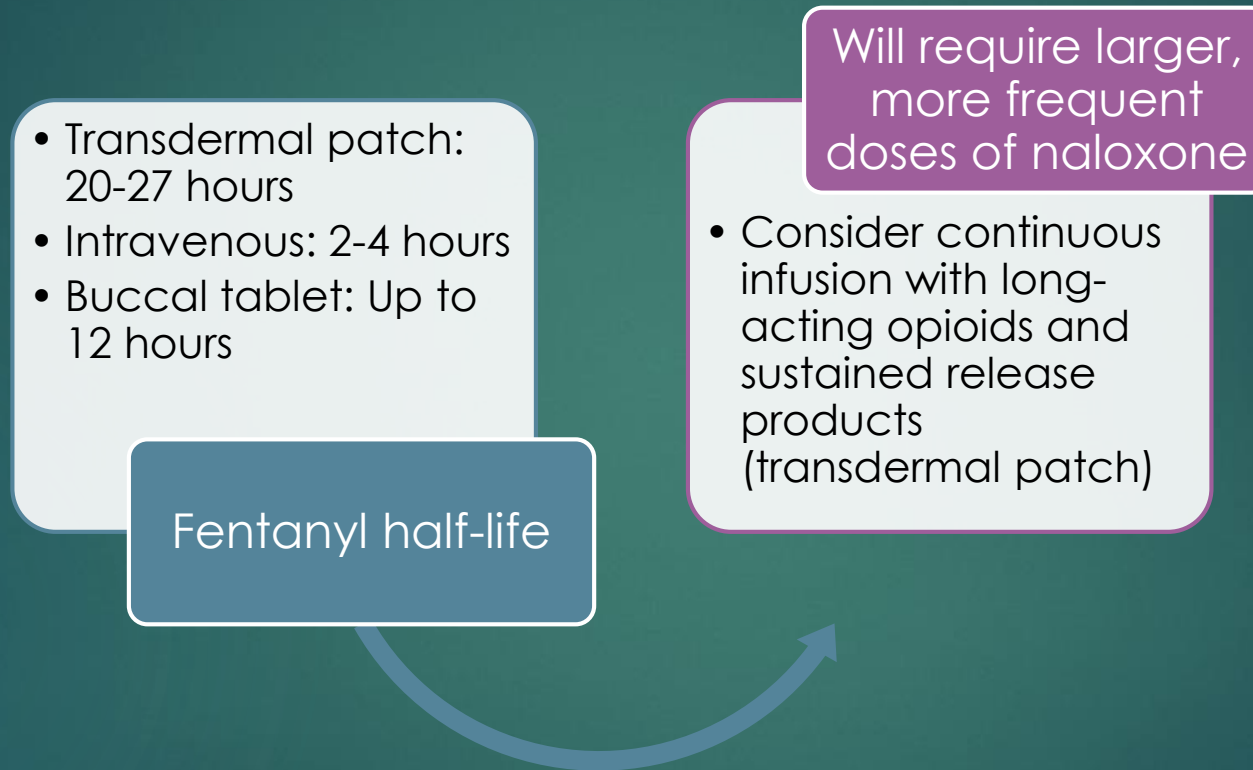 • Transdermal patch:
20-27 hours
• Intravenous: 2-4 hours
• Buccal tablet: Up to
12 hours
Fentanyl half-life
Will require larger,
more frequent
doses of naloxone
• Consider continuous
infusion with long-
acting opioids and
sustained release
products
(transdermal patch)